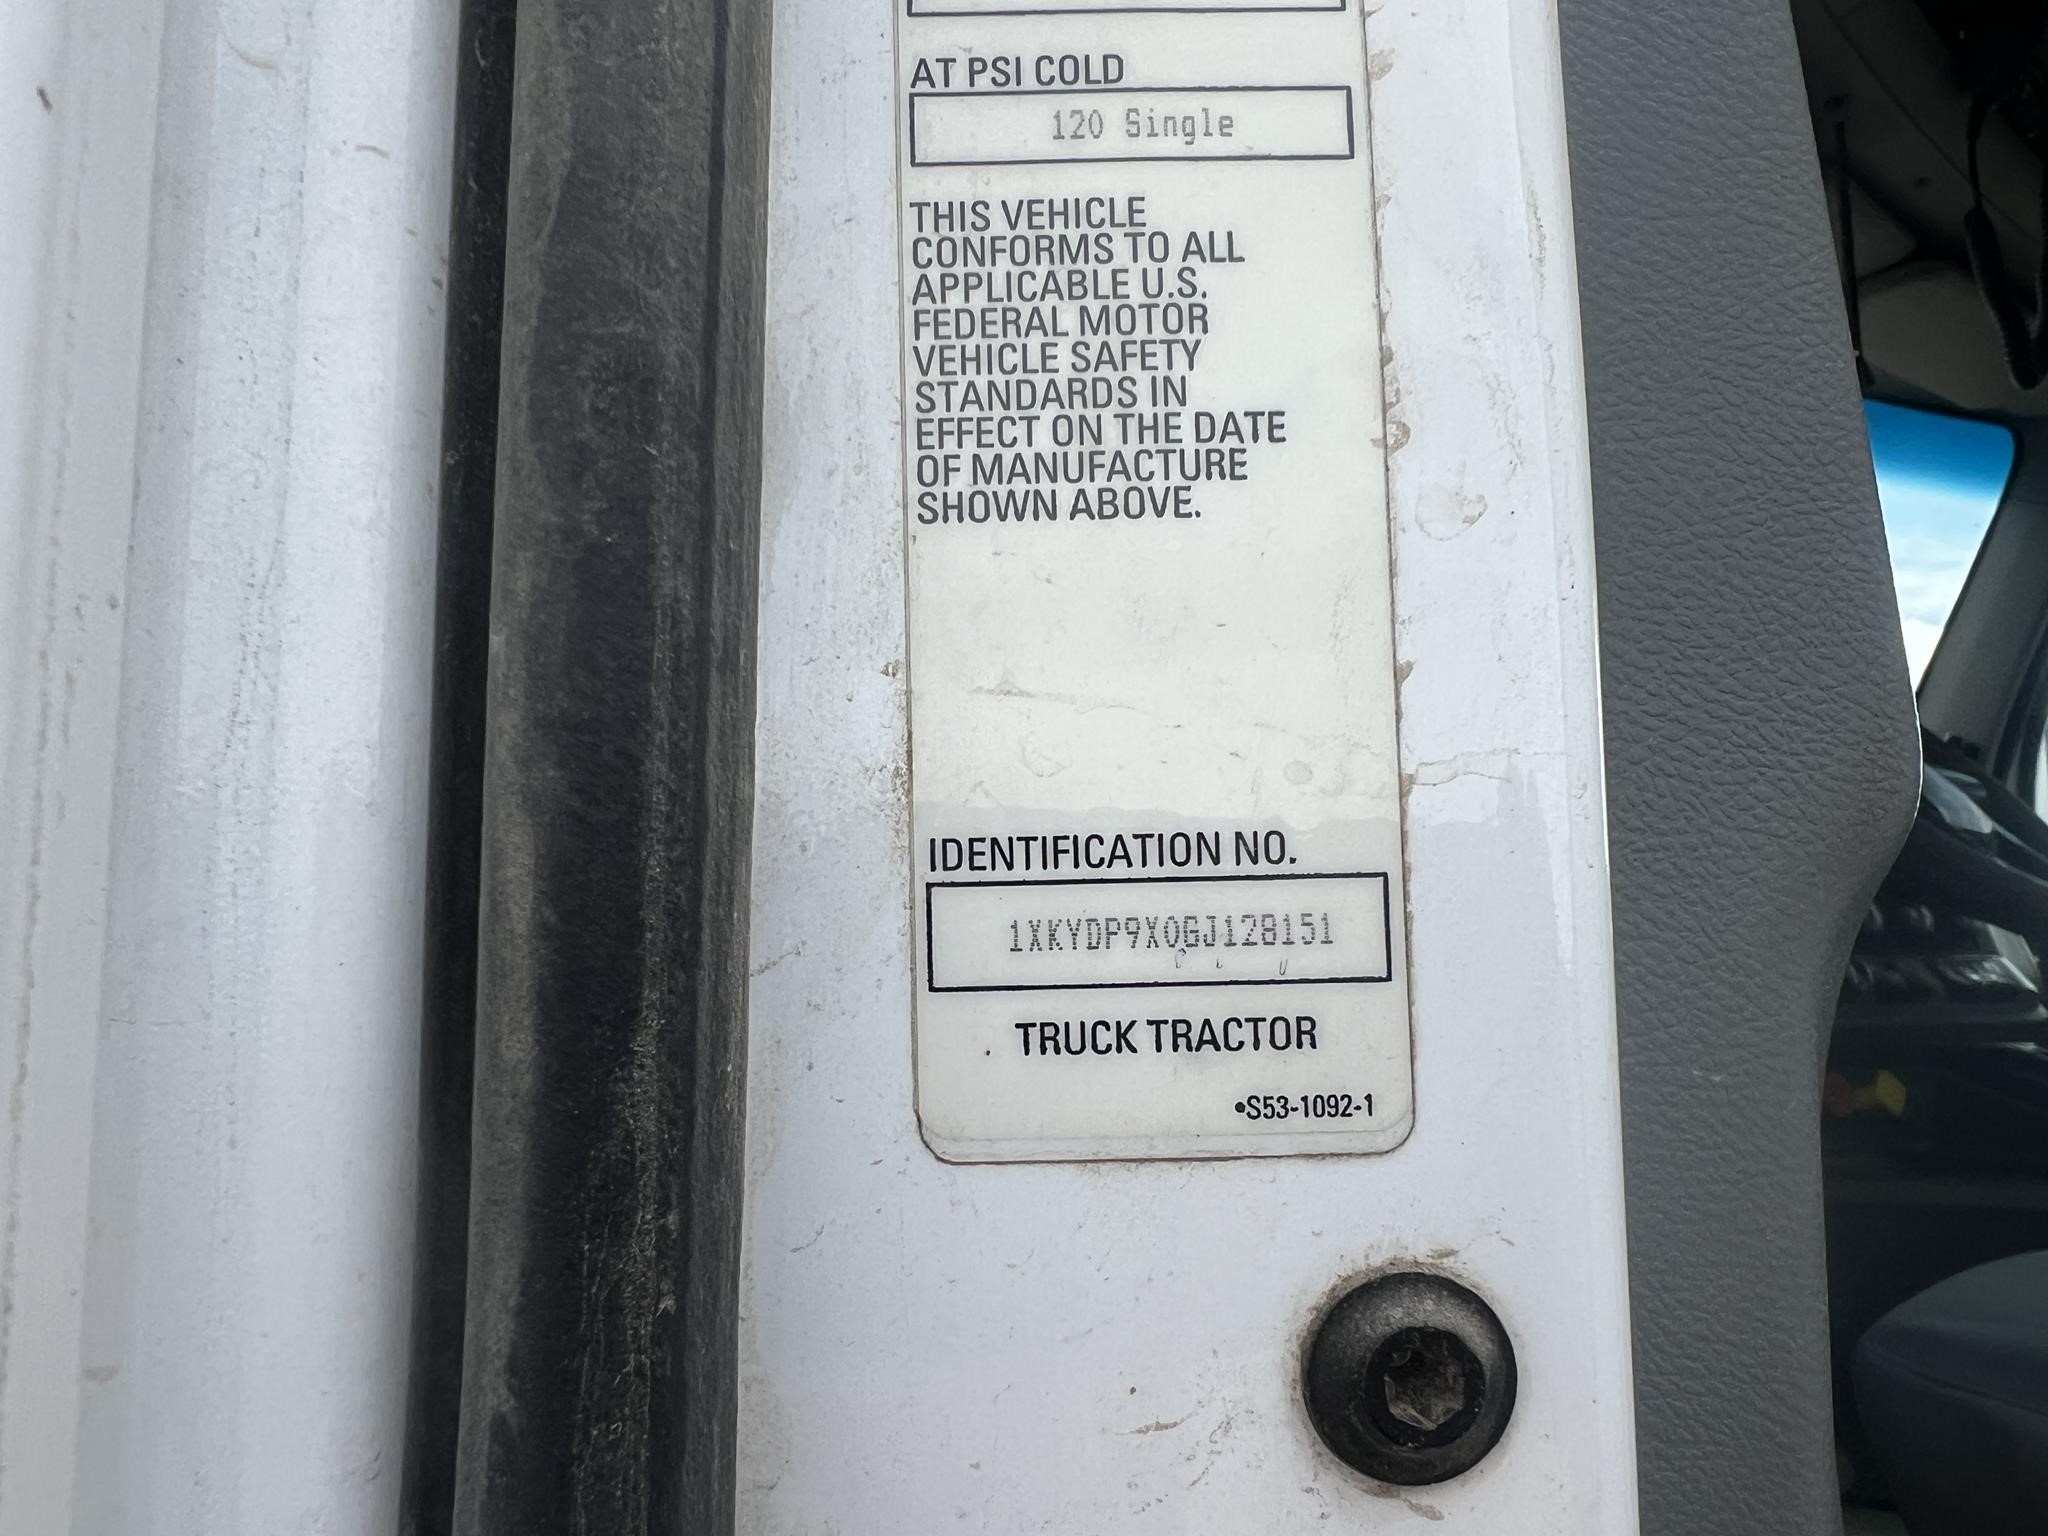 AT PSI COLD
120 Single
THIS VEHICLE
CONFORMS TO ALL
APPLICABLE U.S.
FEDERAL MOTOR
VEHICLE SAFETY
STANDARDS IN
EFFECT ON THE DATE
OF MANUFACTURE
SHOWN ABOVE.
IDENTIFICATION NO.
1XKYDP9X0GJ128151
TRUCK TRACTOR
•S53-1092-1